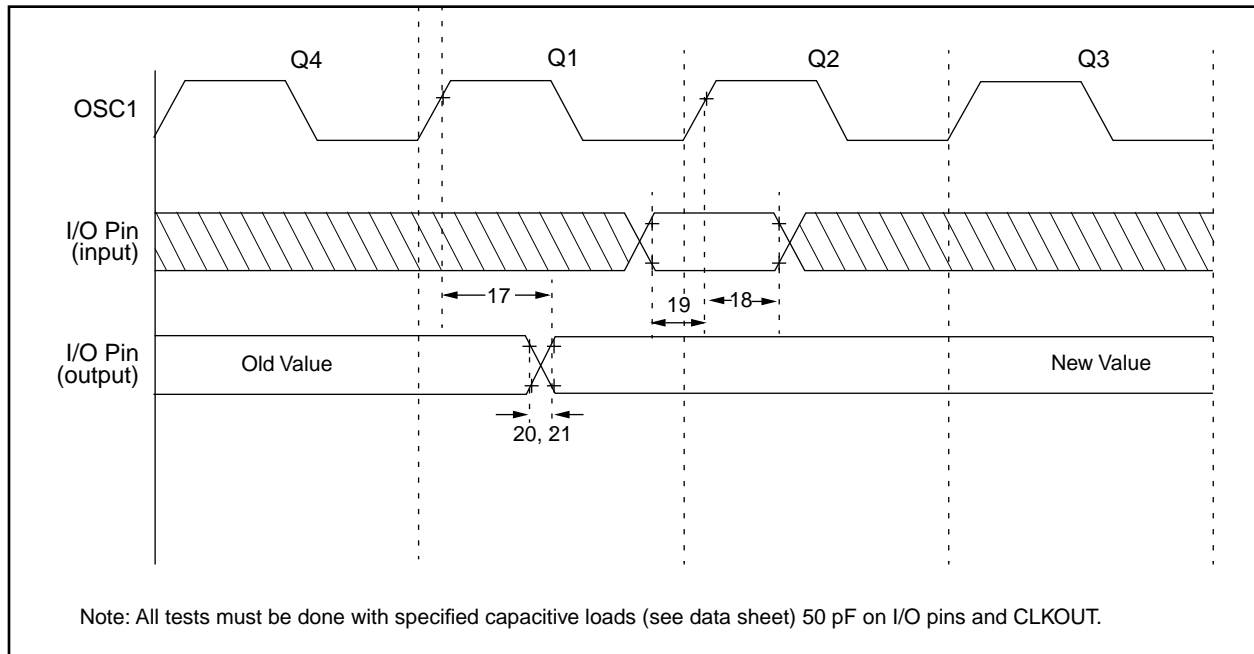 Q4
Q1
Q2
Q3
OSC1
I/O Pin
(input)
17
19
18
I/O Pin
(output)
Old Value
New Value
20, 21
Note: All tests must be done with specified capacitive loads (see data sheet) 50 pF on I/O pins and CLKOUT.